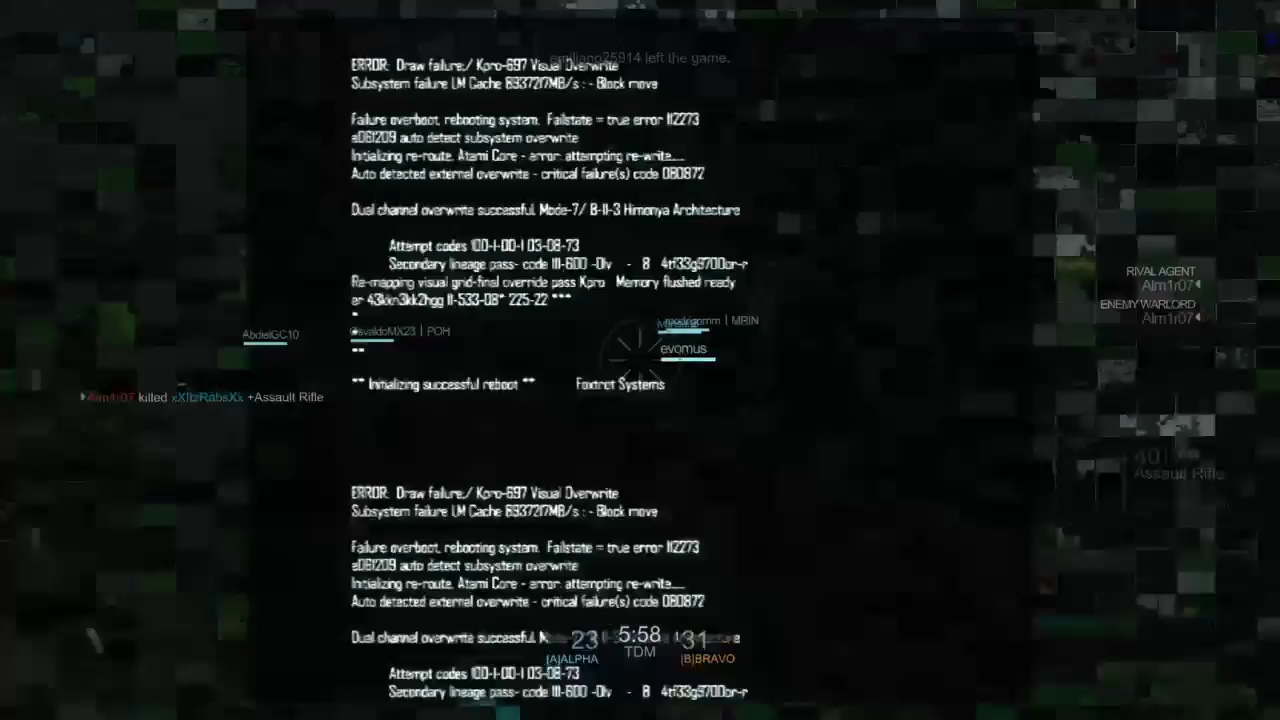 emiliano25914 left the game.
ERROR: Draw failure:/ Kpro-697 Visual Overwrite
Subsystem failure LM Cache 8937217MB/s : - Block move
Failure overboot, rebooting system. Failstate = true error 112273
a061209 auto detect subsystem overwrite
Initializing re-route. Atami Core - error: attempting re-write.....
Auto detected external overwrite - critical failure(s) code 080872
Dual channel overwrite successful. Mode-7/ B-11-3 Himonya Architecture
Attempt codes 100-1-00-1 03-08-73
Secondary lineage pass- code 111-600 -Div - 8 4tf33g9700or-r
Re-mapping visual grid-final override pass Kpro Memory flushed ready
er 43kkn3kk2hgg 11-533-08* 225-22 ***
RIVAL AGENT
Alm1r07
ENEMY WARLORD
Alm1r07
AbdielGC10
OsvaldoMX23 | POH
| MRIN
evomus
** Initializing successful reboot ** Foxtrot Systems
Alm1r07 killed xXItzRabsXx +Assault Rifle
40
Assault Rifle
ERROR: Draw failure:/ Kpro-697 Visual Overwrite
Subsystem failure LM Cache 8937217MB/s : - Block move
Failure overboot, rebooting system. Failstate = true error 112273
a061209 auto detect subsystem overwrite
Initializing re-route. Atami Core - error: attempting re-write.....
Auto detected external overwrite - critical failure(s) code 080872
Dual channel overwrite successful.
23 5:58 31
[A]ALPHA TDM [B]BRAVO
Attempt codes 100-1-00-1 03-08-73
Secondary lineage pass- code 111-600 -Div - 8 4tf33g9700or-r